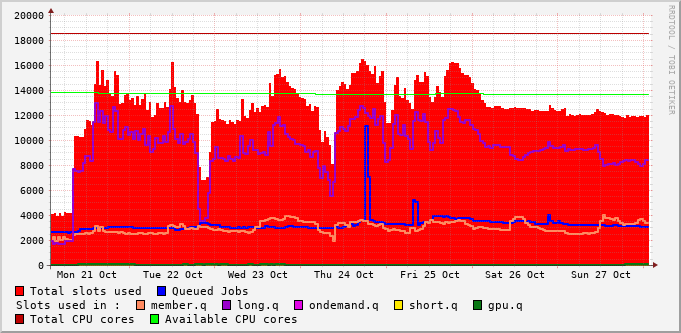 20000
18000
16000
14000
12000
10000
8000
6000
4000
2000
0
Mon 21 Oct Tue 22 Oct Wed 23 Oct Thu 24 Oct Fri 25 Oct Sat 26 Oct Sun 27 Oct
RRDTOOL / TOBI OETIKER
Total slots used Queued Jobs
Slots used in : member.q long.q ondemand.q short.q gpu.q
Total CPU cores Available CPU cores